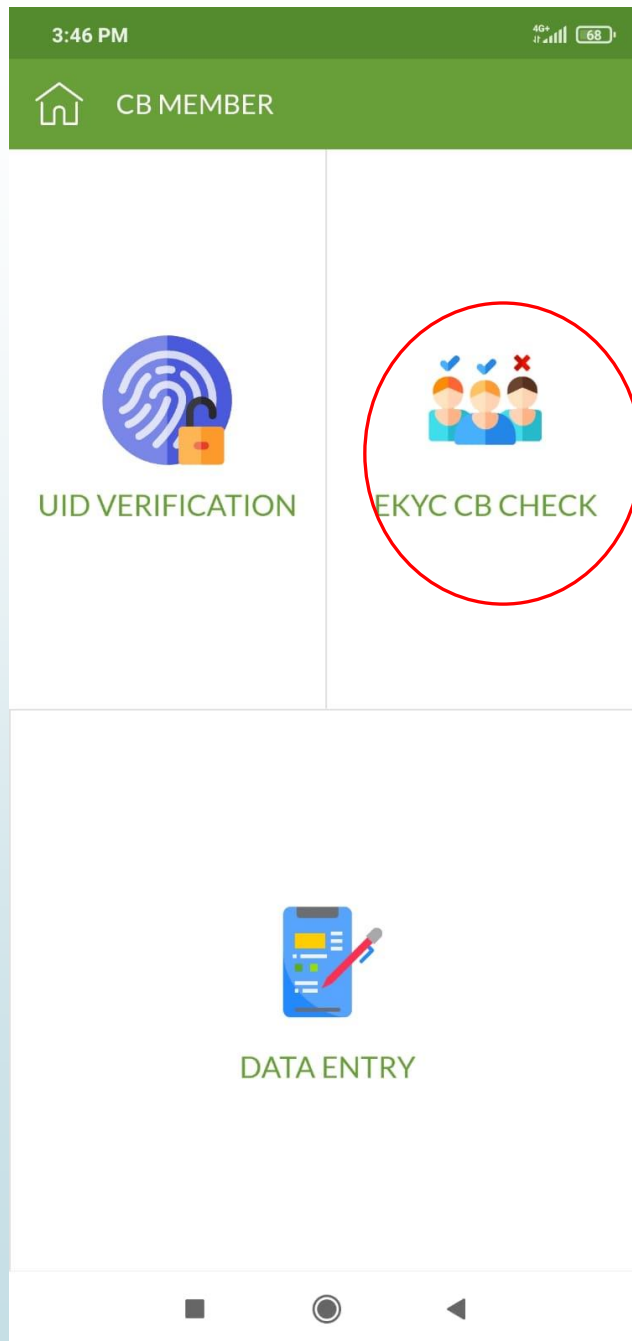 3:46 PM 4G+ 68
CB MEMBER
UID VERIFICATION
EKYC CB CHECK
DATA ENTRY